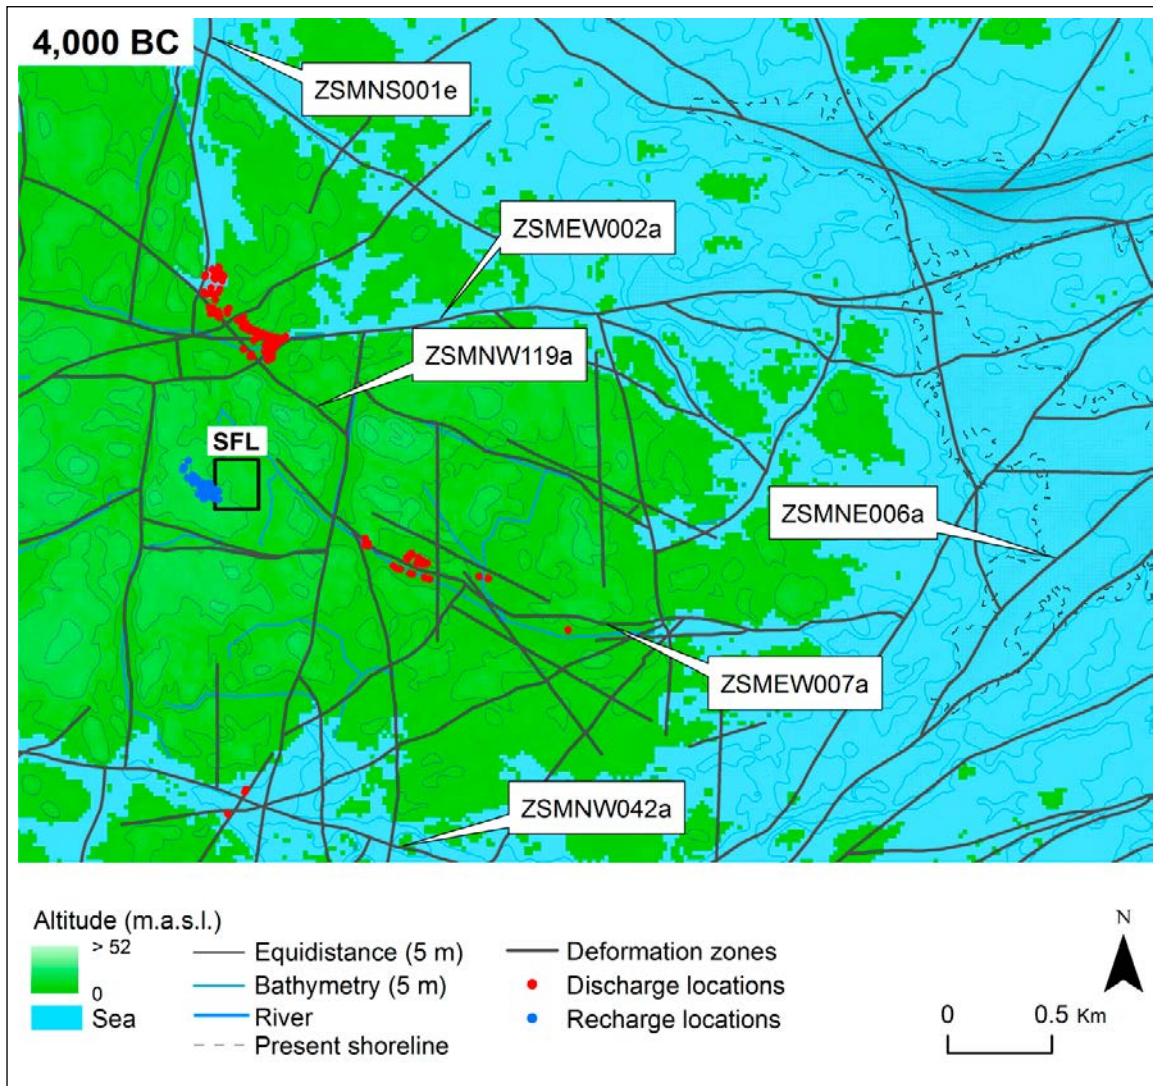 4,000 BC
ZSMNS001e
ZSMEW002a
ZSMNW119a
SFL
ZSMNE006a
ZSMEW007a
ZSMNW042a
Altitude (m.a.s.l.)
> 52
0
Sea
Equidistance (5 m)
Bathymetry (5 m)
River
Present shoreline
Deformation zones
Discharge locations
Recharge locations
N
0 0.5 Km